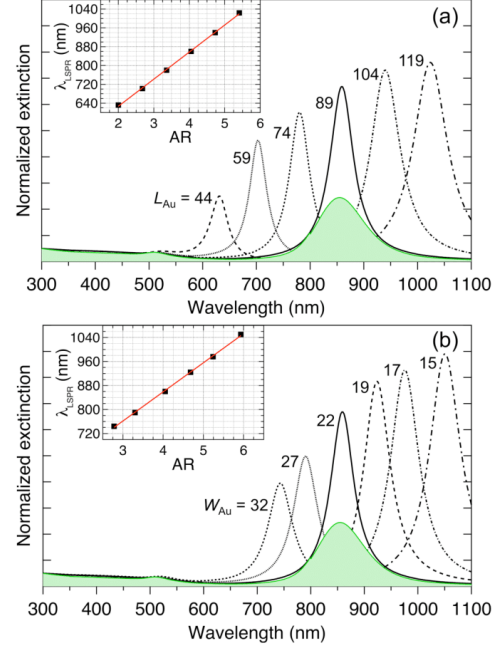 (a)
1040
960
880
800
720
640
λLSPR (nm)
2 3 4 5 6
AR
Normalized extinction
LAu = 44
59
74
89
104
119
300 400 500 600 700 800 900 1000 1100
Wavelength (nm)
(b)
1040
960
880
800
720
λLSPR (nm)
3 4 5 6
AR
Normalized exctinction
WAu = 32
27
22
19
17
15
300 400 500 600 700 800 900 1000 1100
Wavelength (nm)